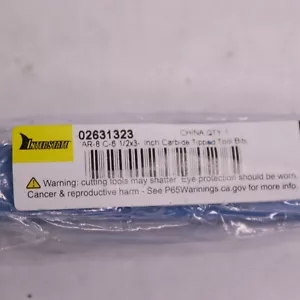 02631323
CHINA QTY 1
AR-8 C-6 1/2x3- Inch Carbide Tipped Tool Bits
Warning: cutting tools may shatter. Eye protection should be worn.
Cancer & reproductive harm - See P65Warnings.ca.gov for more info.